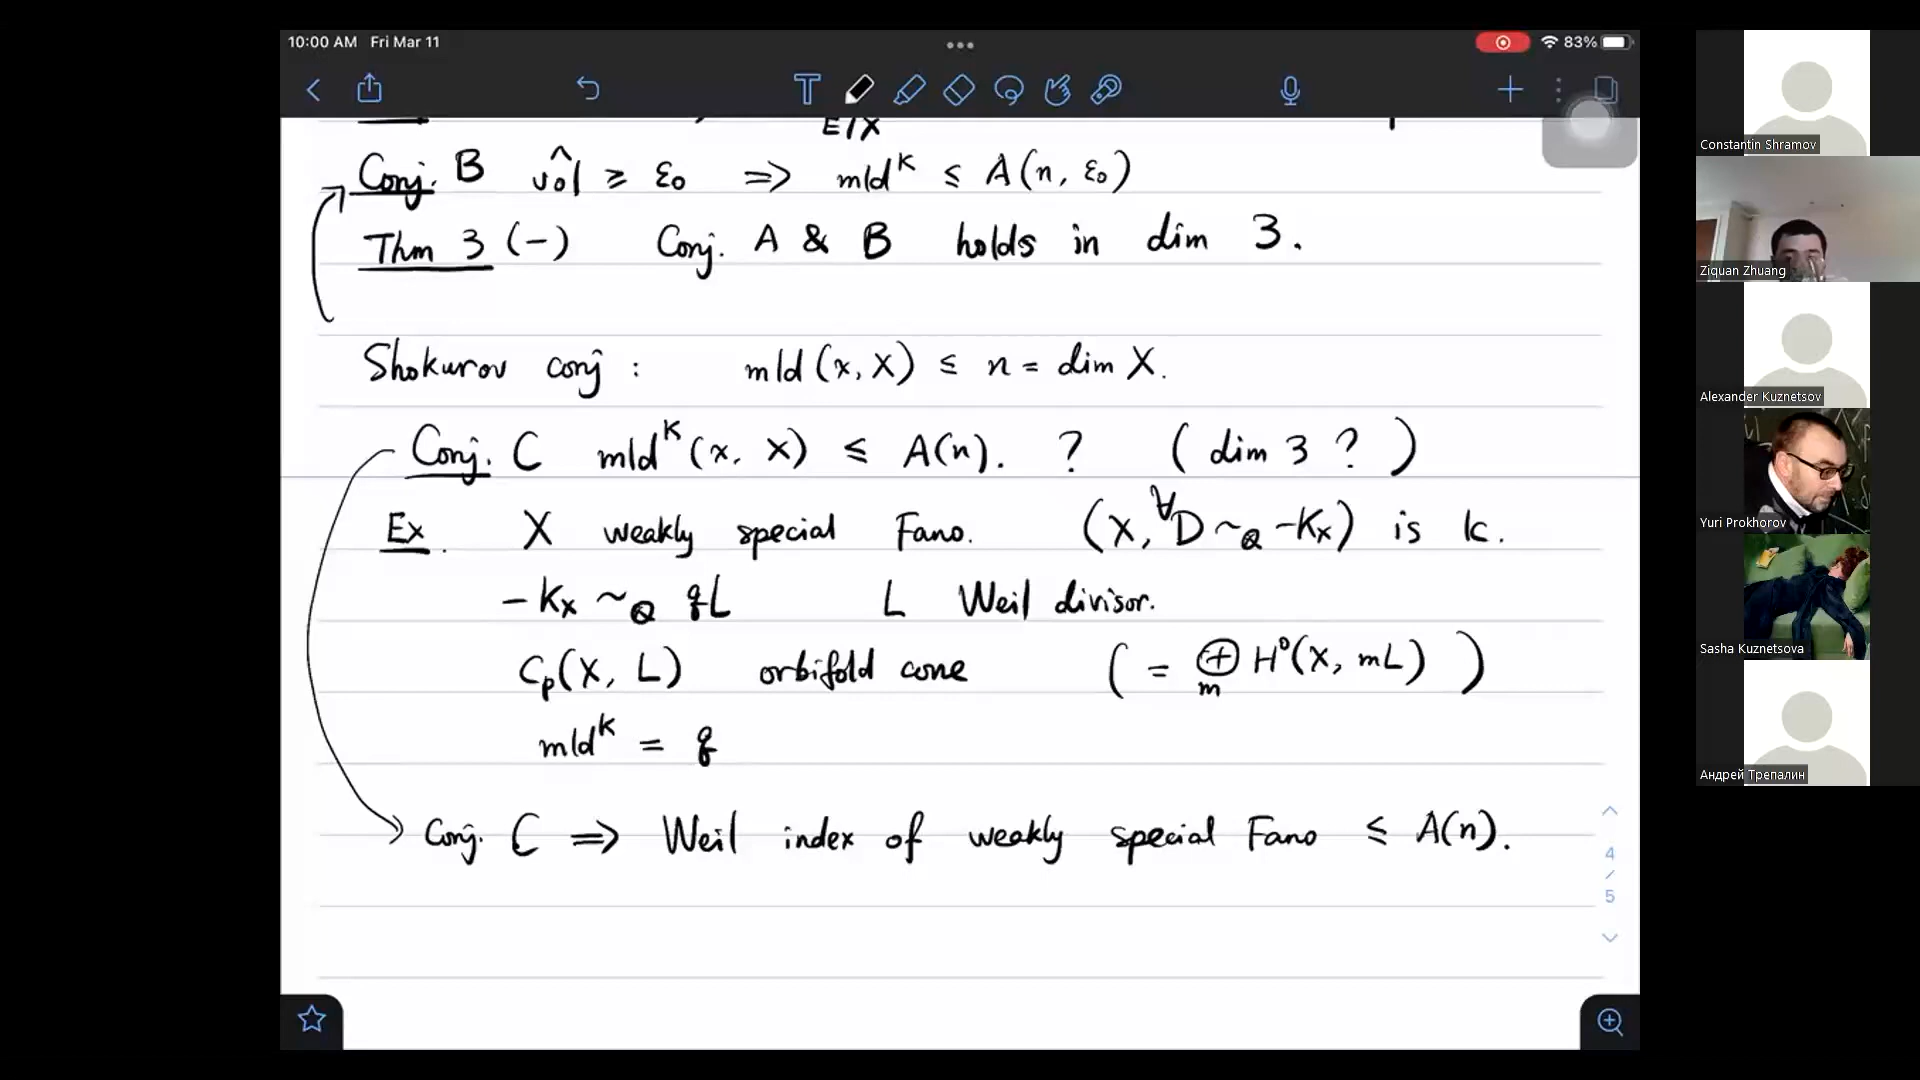 10:00 AM Fri Mar 11
83%
E/X
Conj. B v̂ol ≥ ε₀ ⟹ mld^K ≤ A(n, ε₀)
Thm 3 (-) Conj. A & B holds in dim 3.
Shokurov conj : mld (x, X) ≤ n = dim X.
Conj. C mld^K (x, X) ≤ A(n). ? ( dim 3 ? )
Ex. X weakly special Fano. (X, ∀D ~_Q -K_X) is lc.
-K_X ~_Q qL L Weil divisor.
C_p(X, L) orbifold cone ( = ⊕_m H⁰(X, mL) )
mld^K = q
Conj. C ⟹ Weil index of weakly special Fano ≤ A(n).
4
/
5
Constantin Shramov
Ziquan Zhuang
Alexander Kuznetsov
Yuri Prokhorov
Sasha Kuznetsova
Андрей Трепалин